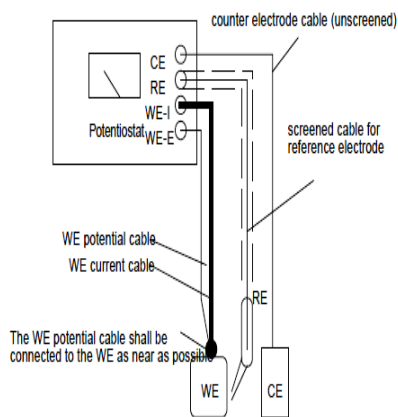 counter electrode cable (unscreened)
CE
RE
WE-I
Potentiostat
WE-E
screened cable for
reference electrode
WE potential cable
WE current cable
RE
The WE potential cable shall be
connected to the WE as near as possible
WE
CE